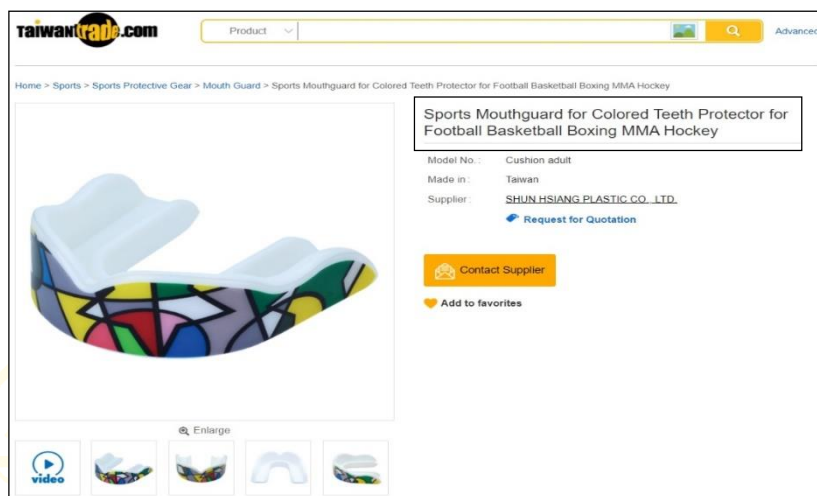 Taiwantrade.com
Product
Advanced
Home > Sports > Sports Protective Gear > Mouth Guard > Sports Mouthguard for Colored Teeth Protector for Football Basketball Boxing MMA Hockey
Sports Mouthguard for Colored Teeth Protector for
Football Basketball Boxing MMA Hockey
Model No. : Cushion adult
Made in : Taiwan
Supplier : SHUN HSIANG PLASTIC CO., LTD.
Request for Quotation
Contact Supplier
Add to favorites
Enlarge
video